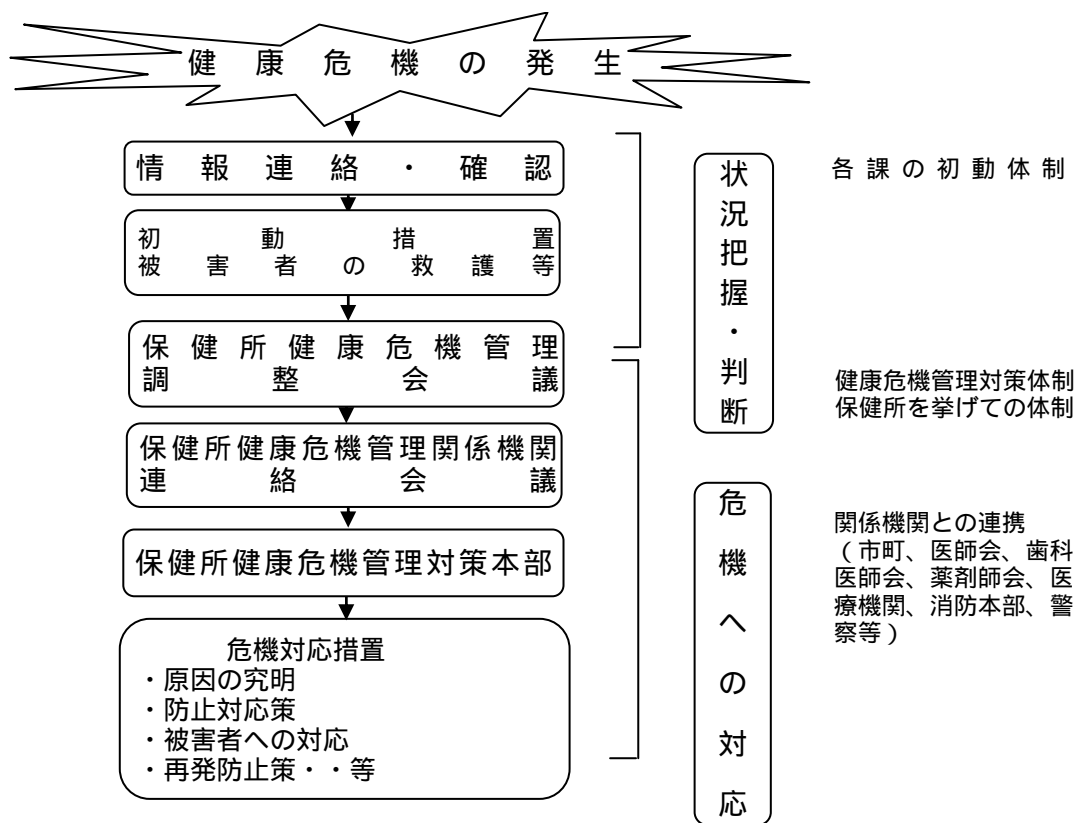 健康危機の発生
情報連絡・確認
初動措置
被害者の救護等
保健所健康危機管理
調整会議
保健所健康危機管理関係機関
連絡会議
保健所健康危機管理対策本部
危機対応措置
・原因の究明
・防止対応策
・被害者への対応
・再発防止策・・等
状況把握・判断
危機への対応
各課の初動体制
健康危機管理対策体制
保健所を挙げての体制
関係機関との連携
（市町、医師会、歯科
医師会、薬剤師会、医
療機関、消防本部、警
察等）